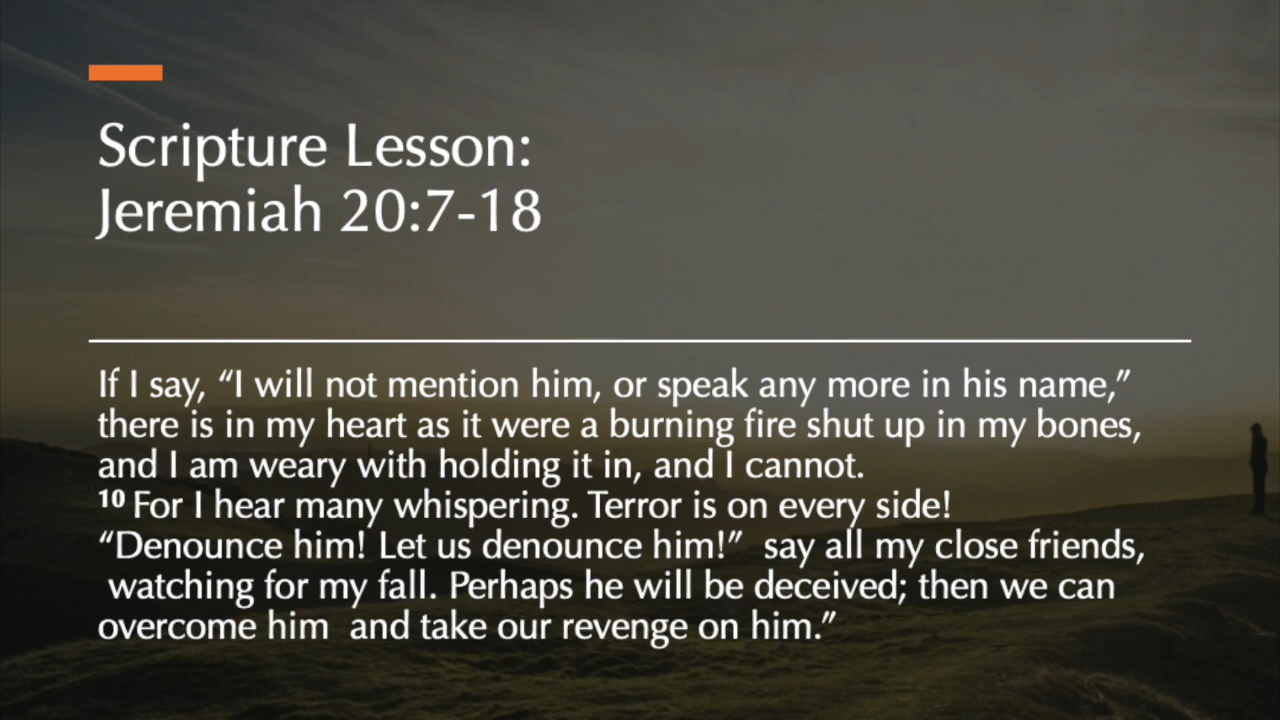 Scripture Lesson:
Jeremiah 20:7-18
If I say, “I will not mention him, or speak any more in his name,”
there is in my heart as it were a burning fire shut up in my bones,
and I am weary with holding it in, and I cannot.
10 For I hear many whispering. Terror is on every side!
“Denounce him! Let us denounce him!”  say all my close friends,
watching for my fall. Perhaps he will be deceived; then we can
overcome him  and take our revenge on him.”